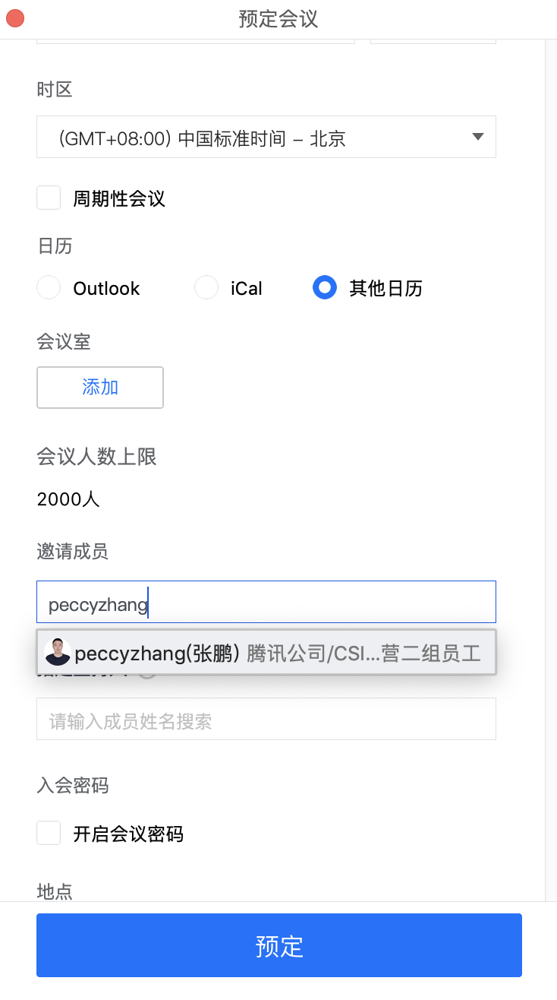 预定会议
时区
(GMT+08:00) 中国标准时间 – 北京
周期性会议
日历
Outlook iCal 其他日历
会议室
添加
会议人数上限
2000人
邀请成员
peccyzhang
peccyzhang(张鹏) 腾讯公司/CSI...营二组员工
请输入成员姓名搜索
入会密码
开启会议密码
地点
预定